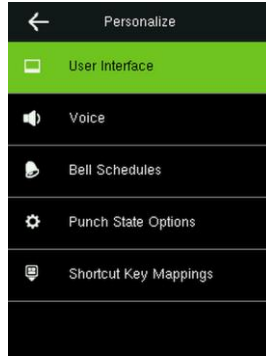 Personalize
User Interface
Voice
Bell Schedules
Punch State Options
Shortcut Key Mappings